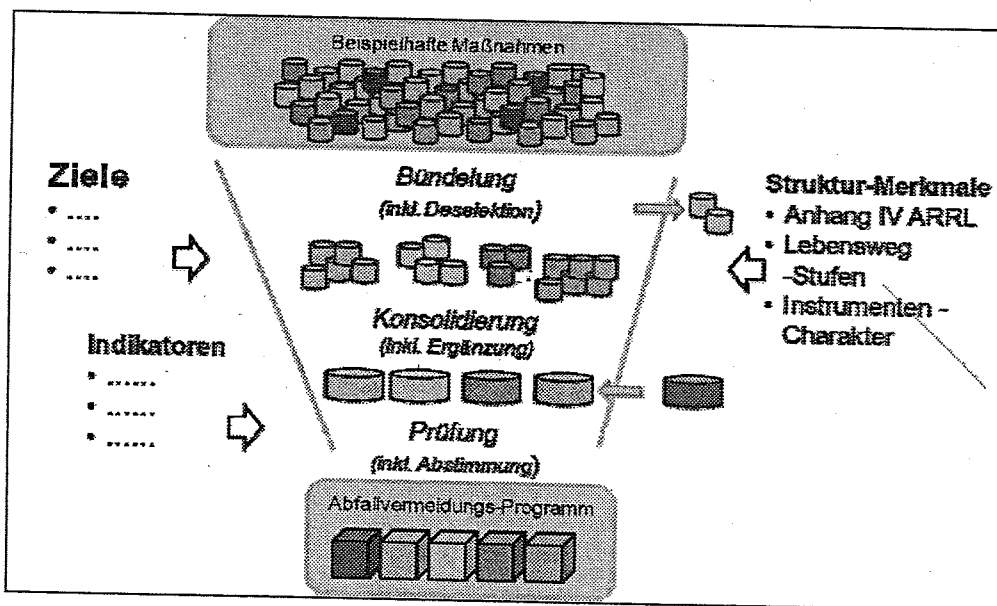 Beispielhafte Maßnahmen
Ziele
• ....
• ....
• ....
Bündelung
(inkl. Deselektion)
Struktur-Merkmale
• Anhang IV ARRL
• Lebensweg
-Stufen
• Instrumenten -
Charakter
Konsolidierung
(inkl. Ergänzung)
Indikatoren
• ......
• ......
• ......
Prüfung
(inkl. Abstimmung)
Abfallvermeidungs-Programm